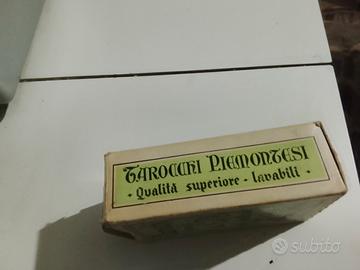 TAROCCHI PIEMONTESI
· Qualità superiore - lavabili ·
subito